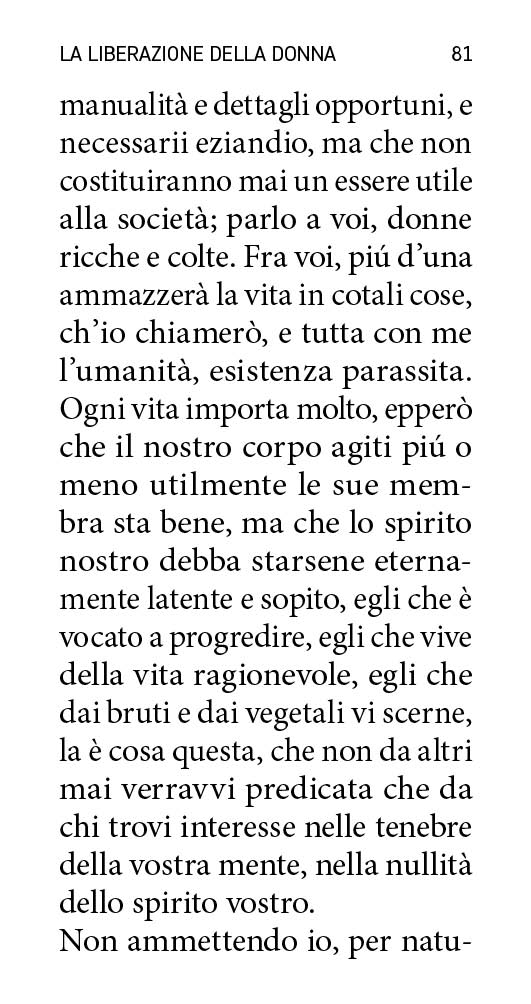 LA LIBERAZIONE DELLA DONNA 81
manualità e dettagli opportuni, e
necessarii eziandio, ma che non
costituiranno mai un essere utile
alla società; parlo a voi, donne
ricche e colte. Fra voi, piú d’una
ammazzerà la vita in cotali cose,
ch’io chiamerò, e tutta con me
l’umanità, esistenza parassita.
Ogni vita importa molto, epperò
che il nostro corpo agiti piú o
meno utilmente le sue mem-
bra sta bene, ma che lo spirito
nostro debba starsene eterna-
mente latente e sopito, egli che è
vocato a progredire, egli che vive
della vita ragionevole, egli che
dai bruti e dai vegetali vi scerne,
la è cosa questa, che non da altri
mai verravvi predicata che da
chi trovi interesse nelle tenebre
della vostra mente, nella nullità
dello spirito vostro.
Non ammettendo io, per natu-